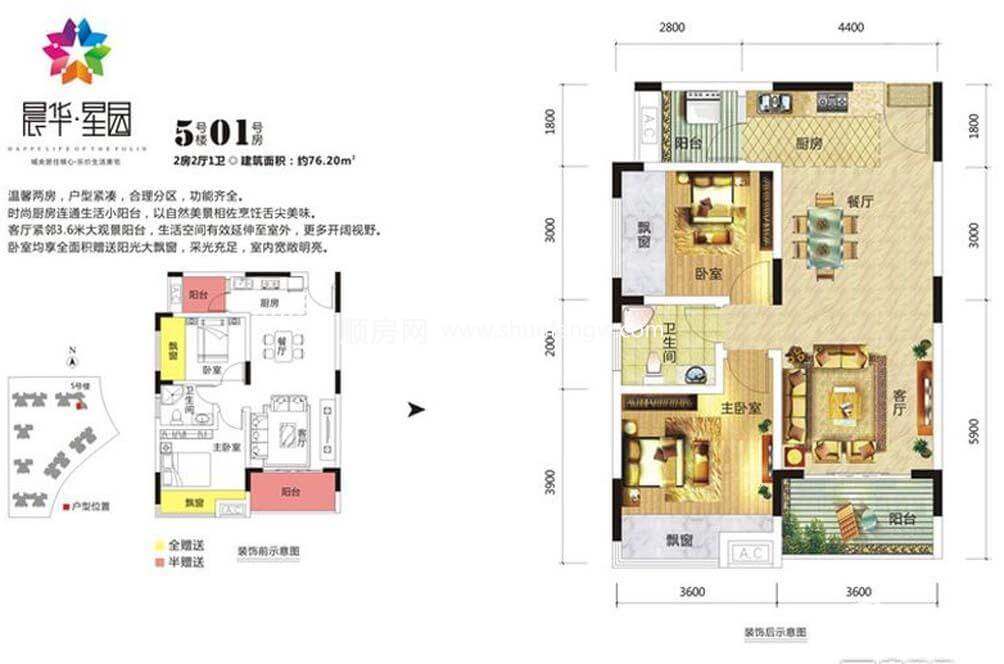 晨华·星园
HAPPY LIFE OF THE FOLIO
城央居住核心·乐价生活美宅
5号楼01号房
2房2厅1卫 建筑面积：约76.20m²
温馨两房，户型紧凑，合理分区，功能齐全。
时尚厨房连通生活小阳台，以自然美景相佐烹饪舌尖美味。
客厅紧邻3.6米大观景阳台，生活空间有效延伸至室外，更多开阔视野。
卧室均享全面积赠送阳光大飘窗，采光充足，室内宽敞明亮。
阳台
厨房
A C
飘窗
卧室
餐厅
卫生间
主卧室
客厅
飘窗
A C
阳台
N
5号楼
户型位置
全赠送
半赠送
装饰前示意图
2800
4400
1800
3000
2000
3900
1800
3000
5900
A C
阳台
厨房
飘窗
卧室
餐厅
卫生间
主卧室
客厅
飘窗
A.C
阳台
3600
3600
装饰后示意图
顺房网